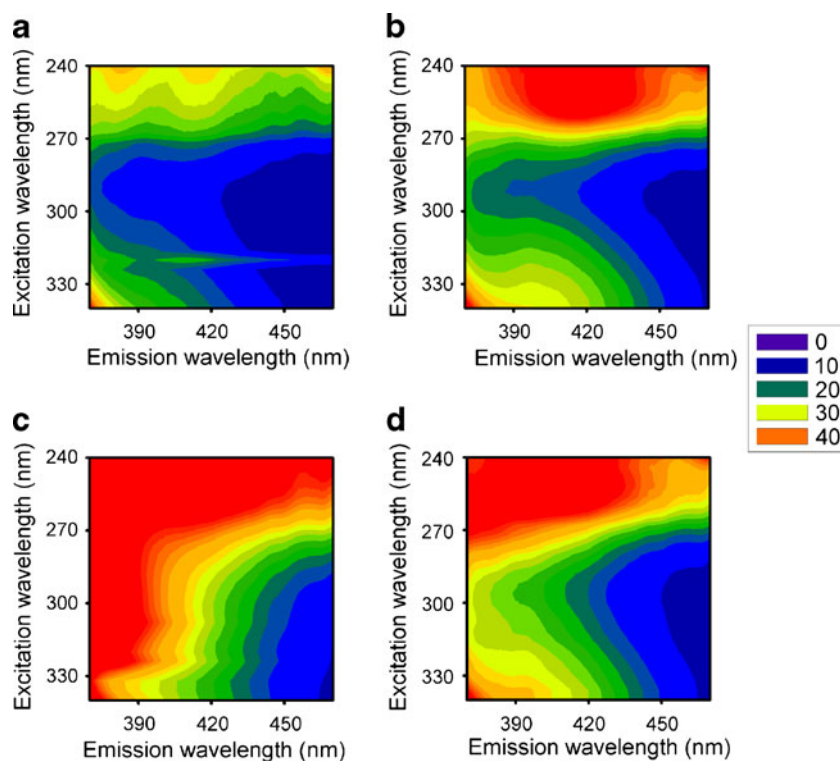 a
Excitation wavelength (nm)
240
270
300
330
390 420 450
Emission wavelength (nm)
b
Excitation wavelength (nm)
240
270
300
330
390 420 450
Emission wavelength (nm)
0
10
20
30
40
c
Excitation wavelength (nm)
240
270
300
330
390 420 450
Emission wavelength (nm)
d
Excitation wavelength (nm)
240
270
300
330
390 420 450
Emission wavelength (nm)